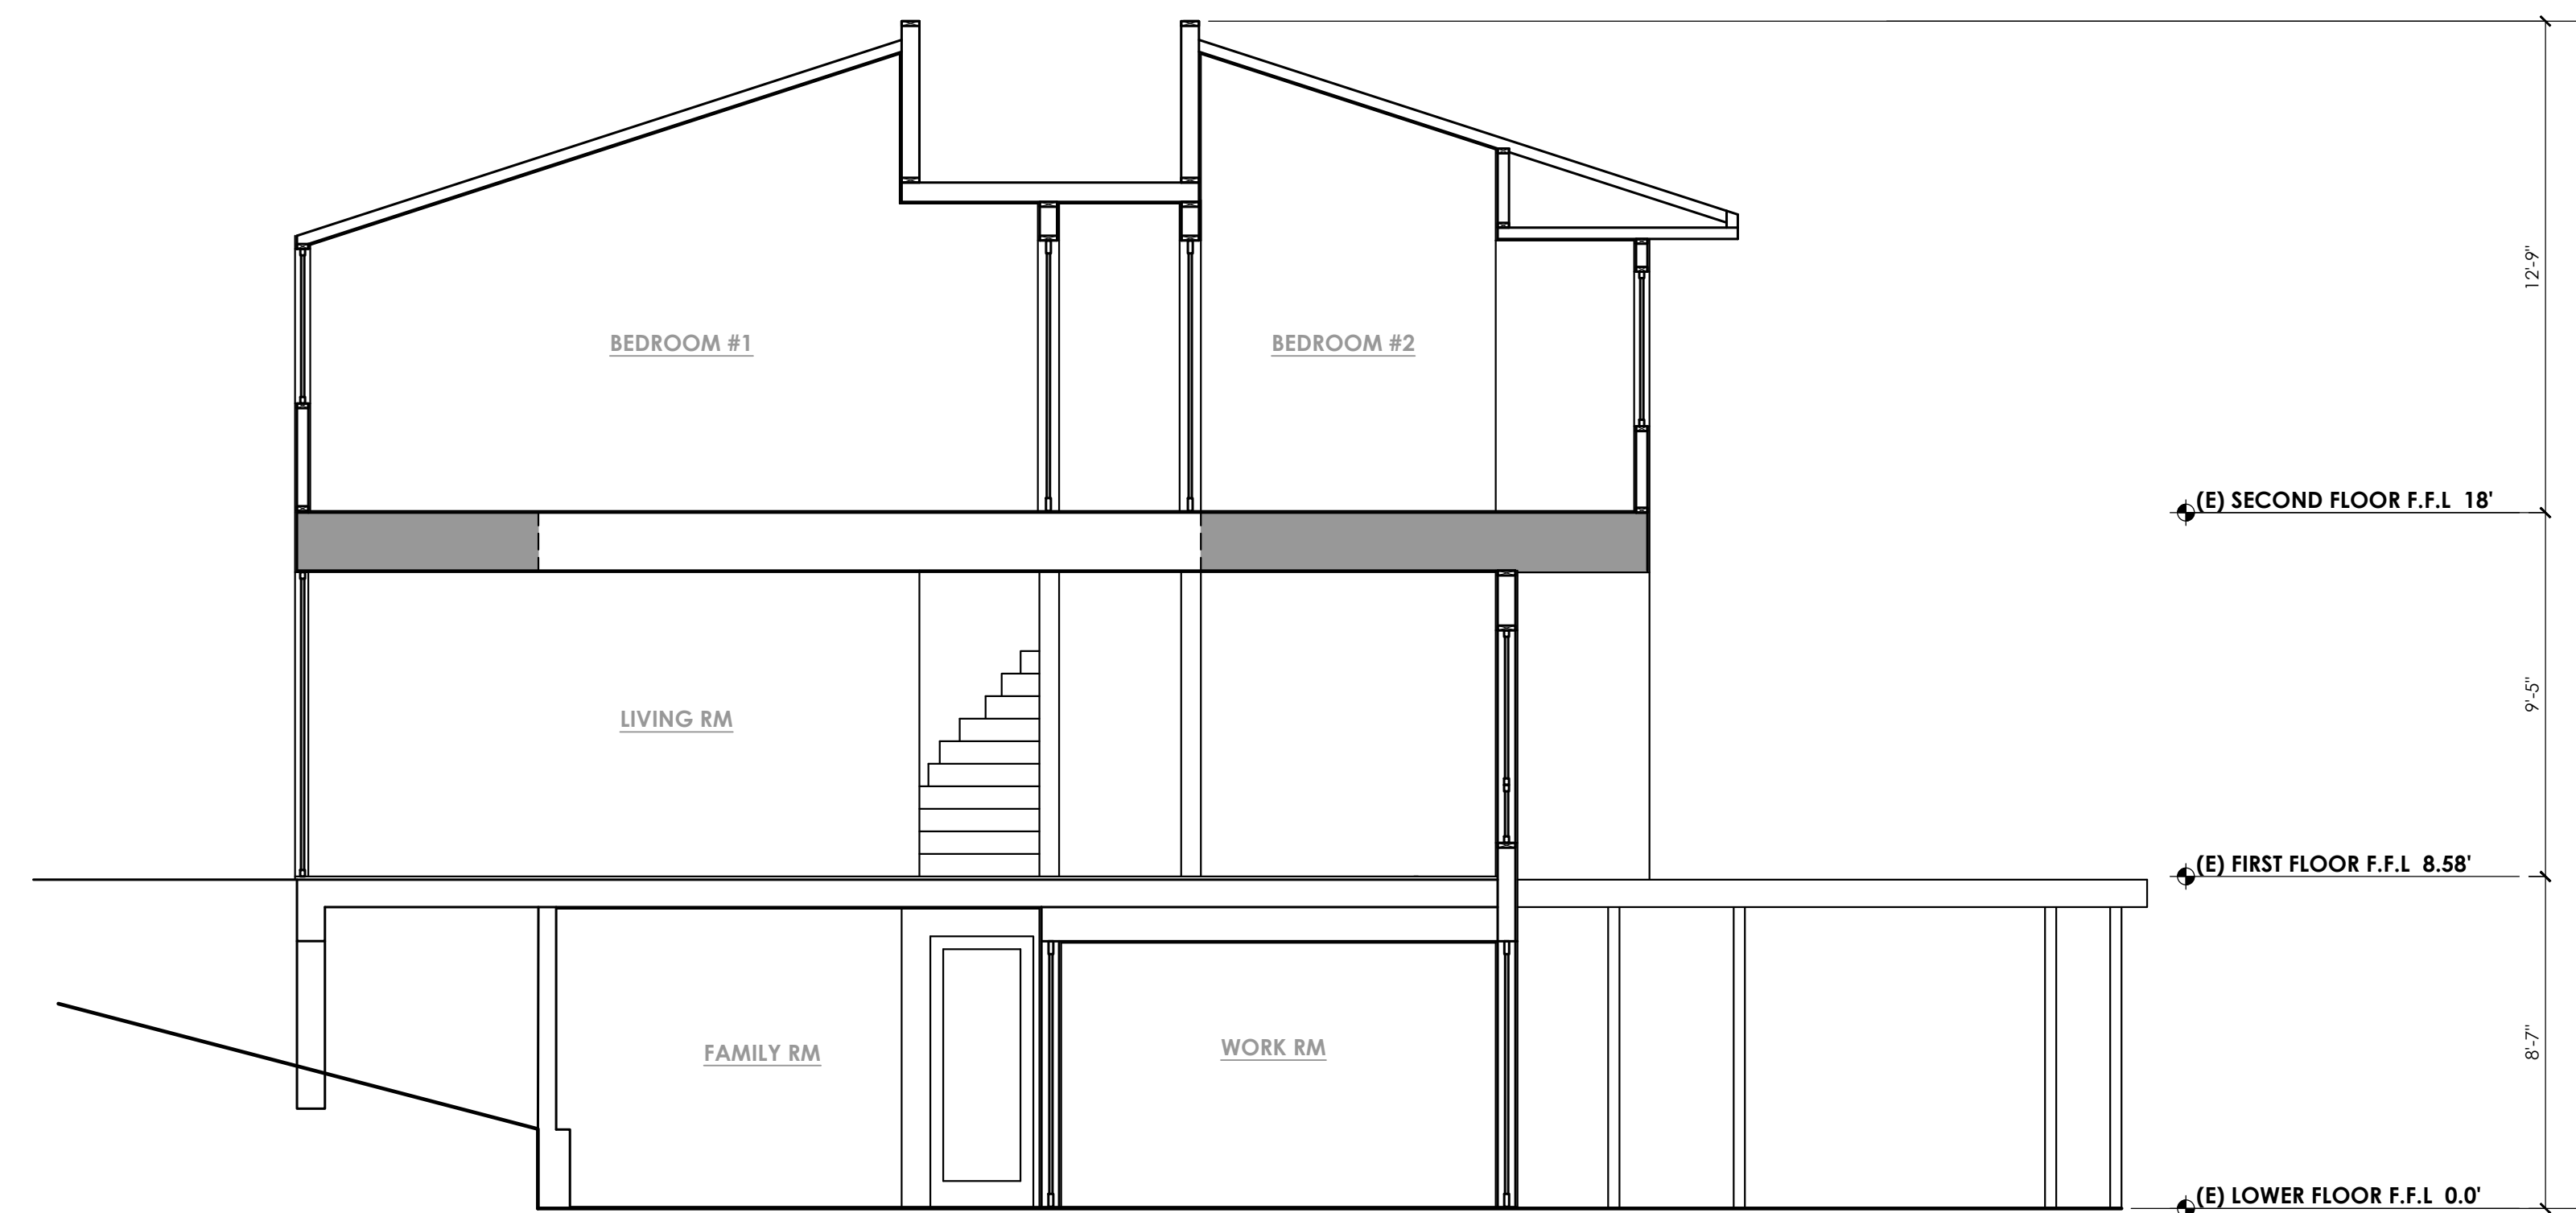 12'-9"
BEDROOM #1
BEDROOM #2
(E) SECOND FLOOR F.F.L 18'
9'-5"
LIVING RM
(E) FIRST FLOOR F.F.L 8.58'
8'-7"
FAMILY RM
WORK RM
(E) LOWER FLOOR F.F.L 0.0'